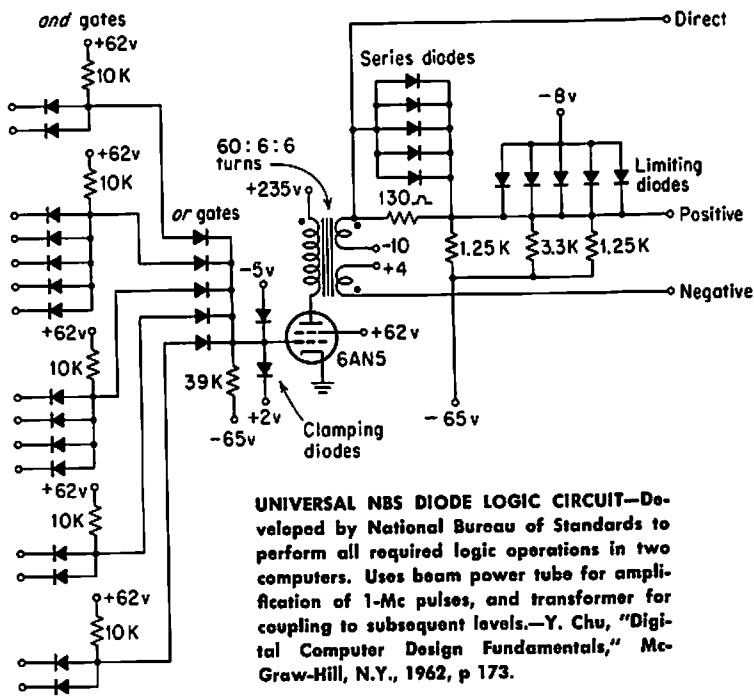 and gates
+62v
10K
+62v
10K
+62v
10K
+62v
10K
+62v
10K
or gates
39K
-65v
-5v
+2v
Clamping
diodes
60:6:6
turns
+235v
6AN5
+62v
-10
+4
130Ω
Series diodes
-8v
Limiting
diodes
1.25K
3.3K
1.25K
-65v
Direct
Positive
Negative
UNIVERSAL NBS DIODE LOGIC CIRCUIT—De-
veloped by National Bureau of Standards to
perform all required logic operations in two
computers. Uses beam power tube for ampli-
fication of 1-Mc pulses, and transformer for
coupling to subsequent levels.—Y. Chu, "Digi-
tal Computer Design Fundamentals," Mc-
Graw-Hill, N.Y., 1962, p 173.